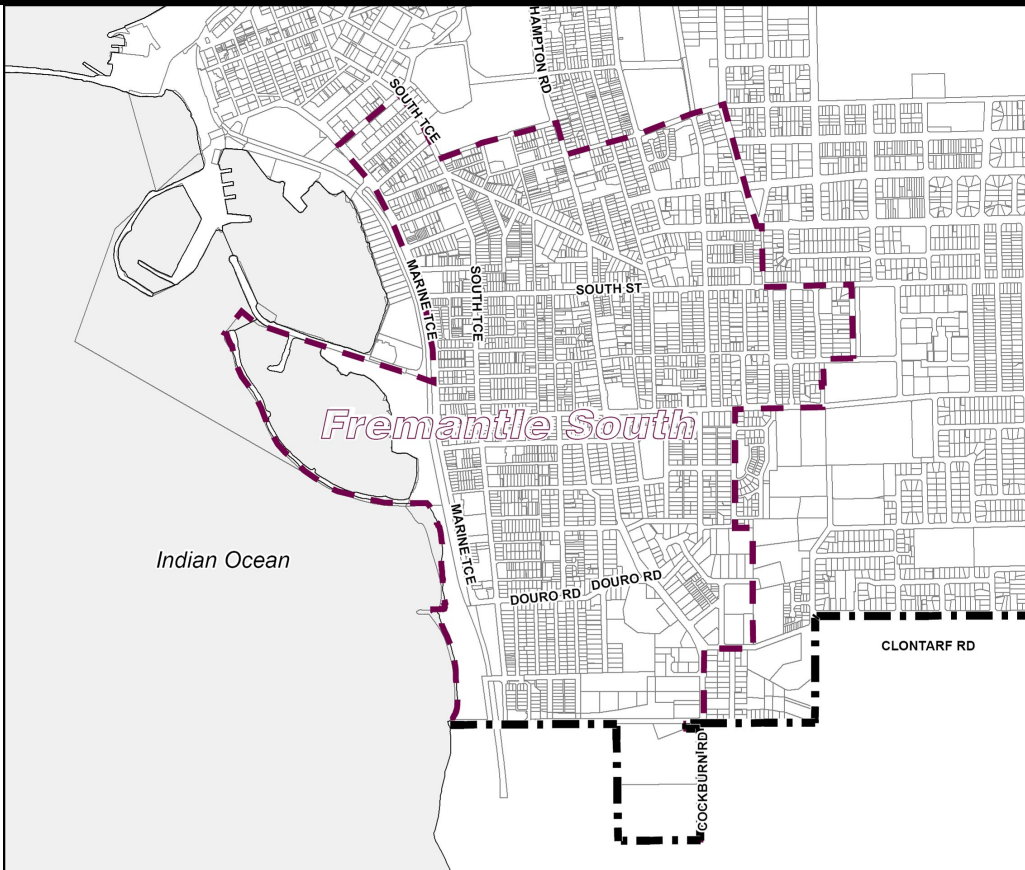 HAMPTON RD
SOUTH TCE
MARINE TCE
SOUTH TCE
SOUTH ST
Fremantle South
Indian Ocean
MARINE TCE
DOURO RD
DOURO RD
CLONTARF RD
COCKBURN RD